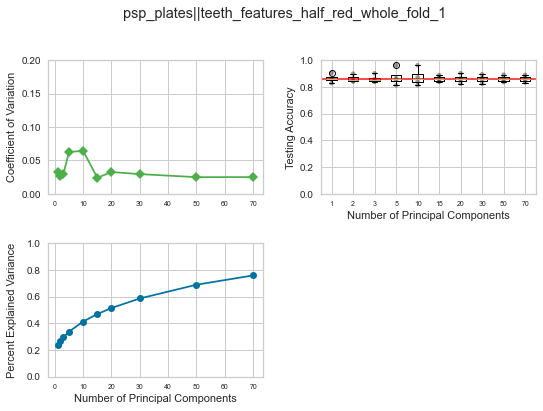 psp_plates||teeth_features_half_red_whole_fold_1
Coefficient of Variation
0.20
0.15
0.10
0.05
0.00
0 10 20 30 40 50 60 70
Testing Accuracy
1.0
0.8
0.6
0.4
0.2
0.0
1 2 3 5 10 15 20 30 50 70
Number of Principal Components
Percent Explained Variance
1.0
0.8
0.6
0.4
0.2
0.0
0 10 20 30 40 50 60 70
Number of Principal Components